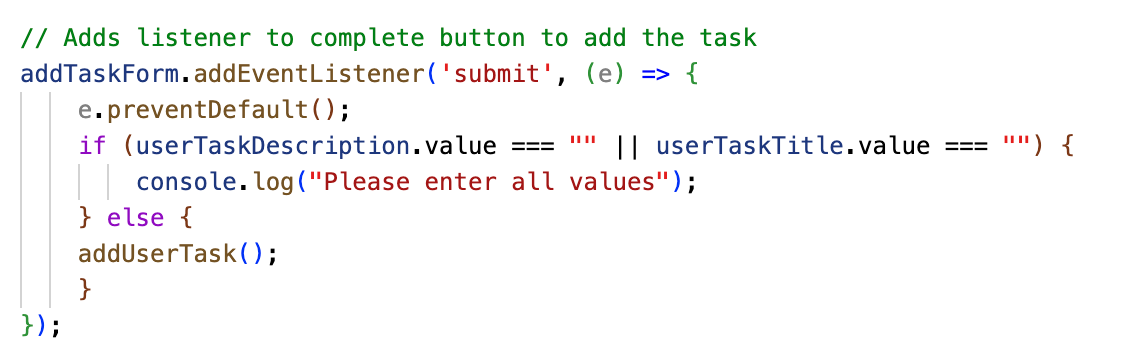 // Adds listener to complete button to add the task
addTaskForm.addEventListener('submit', (e) => {
    e.preventDefault();
    if (userTaskDescription.value === "" || userTaskTitle.value === "") {
        console.log("Please enter all values");
    } else {
    addUserTask();
    }
});